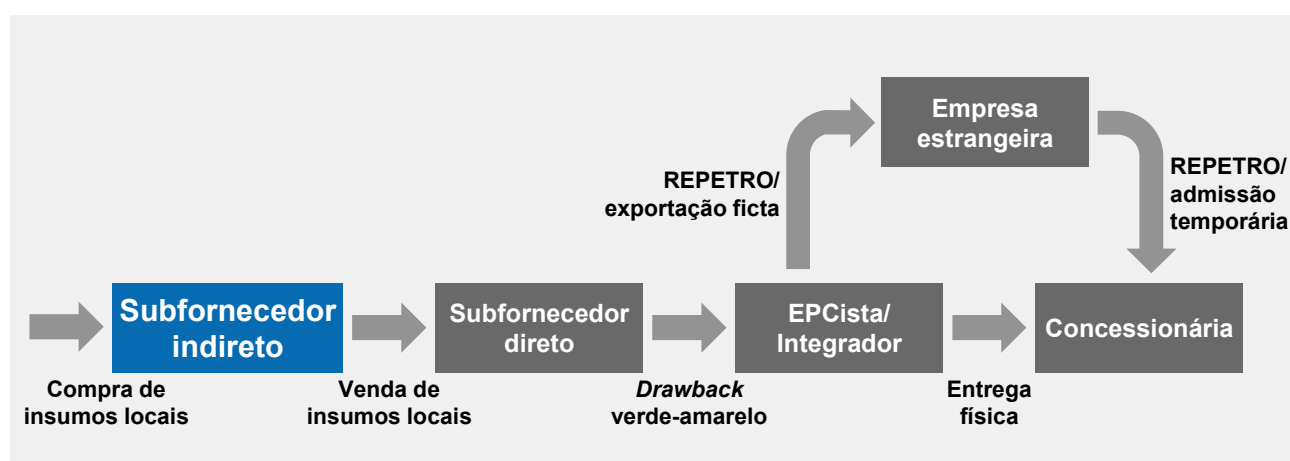 Empresa
estrangeira
REPETRO/
exportação ficta
REPETRO/
admissão
temporária
Subfornecedor
indireto
Subfornecedor
direto
EPCista/
Integrador
Concessionária
Compra de
insumos locais
Venda de
insumos locais
Drawback
verde-amarelo
Entrega
física